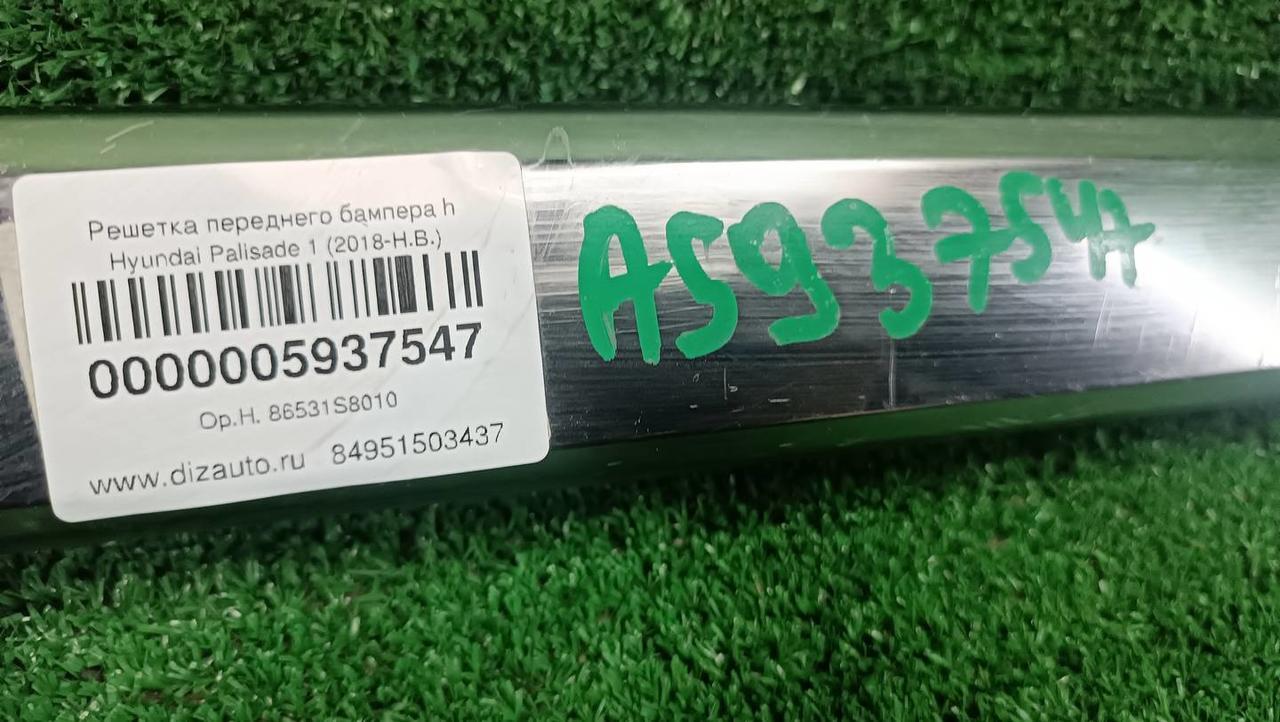 Решетка переднего бампера h
Hyundai Palisade 1 (2018-Н.В.)
0000005937547
Ор.Н. 86531S8010
www.dizauto.ru 84951503437
A5937547